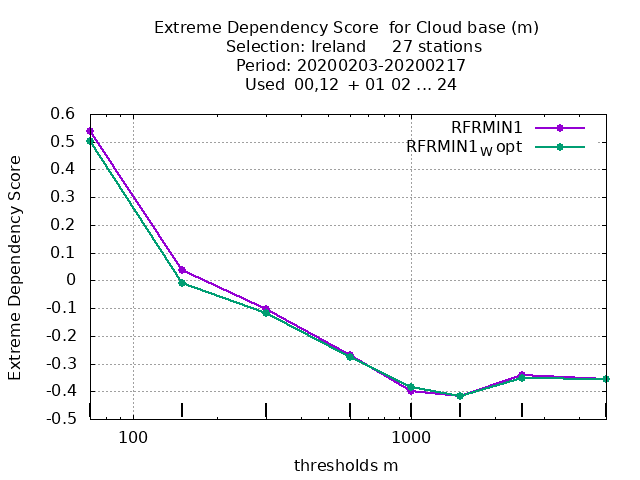 Extreme Dependency Score for Cloud base (m)
Selection: Ireland 27 stations
Period: 20200203-20200217
Used 00,12 + 01 02 ... 24
RFRMIN1
RFRMIN1W opt
Extreme Dependency Score
0.6
0.5
0.4
0.3
0.2
0.1
0
-0.1
-0.2
-0.3
-0.4
-0.5
100 1000
thresholds m